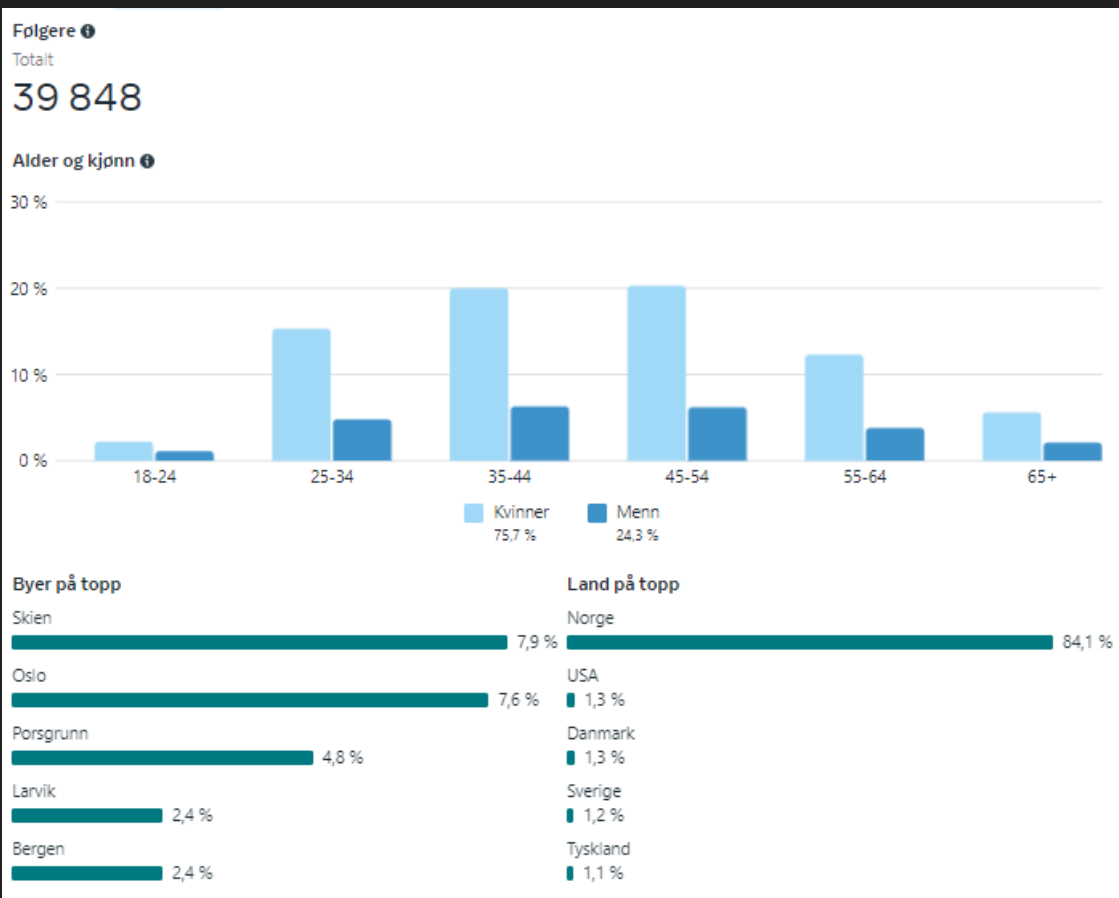 Følgere
Totalt
39 848
Alder og kjønn
30 %
20 %
10 %
0 %
18-24 25-34 35-44 45-54 55-64 65+
Kvinner Menn
75,7 % 24,3 %
Byer på topp
Skien
7,9 %
Oslo
7,6 %
Porsgrunn
4,8 %
Larvik
2,4 %
Bergen
2,4 %
Land på topp
Norge
84,1 %
USA
1,3 %
Danmark
1,3 %
Sverige
1,2 %
Tyskland
1,1 %